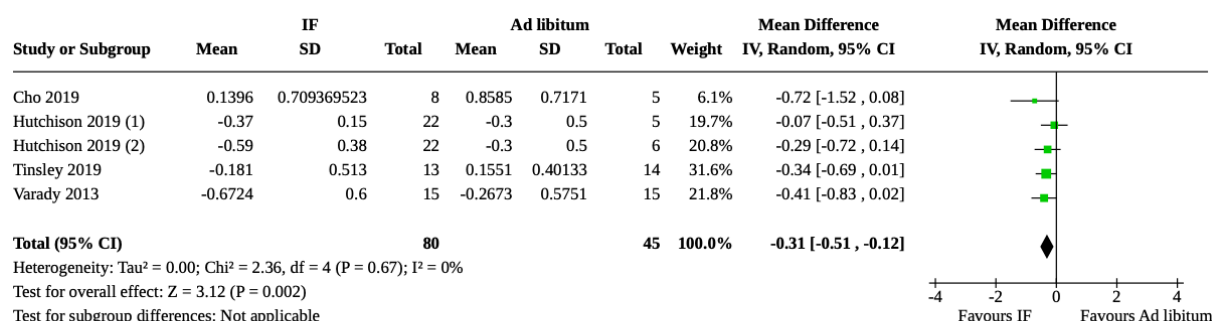 IF Ad libitum Mean Difference Mean Difference
Study or Subgroup Mean SD Total Mean SD Total Weight IV, Random, 95% CI IV, Random, 95% CI
Cho 2019 0.1396 0.709369523 8 0.8585 0.7171 5 6.1% -0.72 [-1.52 , 0.08]
Hutchison 2019 (1) -0.37 0.15 22 -0.3 0.5 5 19.7% -0.07 [-0.51 , 0.37]
Hutchison 2019 (2) -0.59 0.38 22 -0.3 0.5 6 20.8% -0.29 [-0.72 , 0.14]
Tinsley 2019 -0.181 0.513 13 0.1551 0.40133 14 31.6% -0.34 [-0.69 , 0.01]
Varady 2013 -0.6724 0.6 15 -0.2673 0.5751 15 21.8% -0.41 [-0.83 , 0.02]
Total (95% CI) 80 45 100.0% -0.31 [-0.51 , -0.12]
Heterogeneity: Tau² = 0.00; Chi² = 2.36, df = 4 (P = 0.67); I² = 0%
Test for overall effect: Z = 3.12 (P = 0.002)
-4 -2 0 2 4
Test for subgroup differences: Not applicable Favours IF Favours Ad libitum